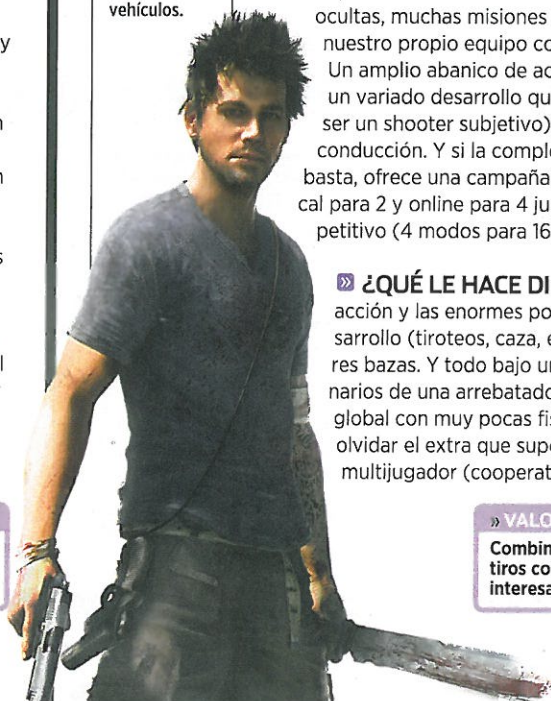 vehículos.
y
n
n
s
l
ocultas, muchas misiones
nuestro propio equipo co
Un amplio abanico de ac
un variado desarrollo qu
ser un shooter subjetivo)
conducción. Y si la comple
basta, ofrece una campaña
cal para 2 y online para 4 ju
petitivo (4 modos para 16
» ¿QUÉ LE HACE DI
acción y las enormes po
sarrollo (tiroteos, caza, e
res bazas. Y todo bajo un
narios de una arrebatado
global con muy pocas fis
olvidar el extra que supo
multijugador (cooperat
» VALO
Combin
tiros co
interesa